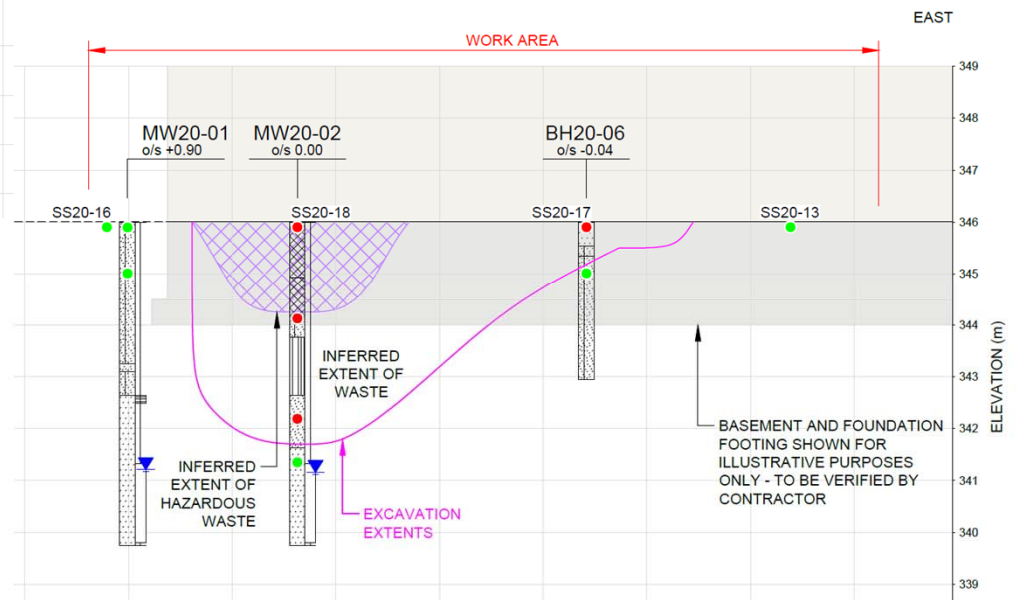 EAST
WORK AREA
349
348
MW20-01
o/s +0.90
MW20-02
o/s 0.00
BH20-06
o/s -0.04
347
SS20-16
SS20-18
SS20-17
SS20-13
346
345
344
INFERRED
EXTENT OF
WASTE
343
ELEVATION (m)
342
BASEMENT AND FOUNDATION
FOOTING SHOWN FOR
ILLUSTRATIVE PURPOSES
ONLY - TO BE VERIFIED BY
CONTRACTOR
INFERRED
EXTENT OF
HAZARDOUS
WASTE
341
EXCAVATION
EXTENTS
340
339